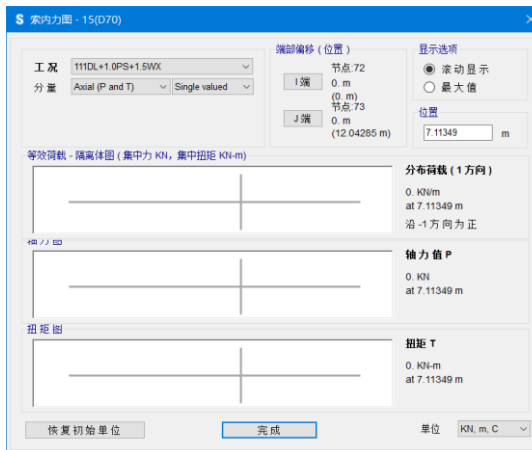 S 索内力图 - 15(D70)
工况 111DL+1.0PS+1.5WX
分量 Axial (P and T) Single valued
端部偏移 ( 位置 )
I 端
节点:72
0. m
(0. m)
J 端
节点:73
0. m
(12.04285 m)
显示选项
滚动显示
最大值
位置
7.11349 m
等效荷载 - 隔离体图 ( 集中力 KN, 集中扭矩 KN-m)
分布荷载 ( 1 方向 )
0. KN/m
at 7.11349 m
沿 -1 方向为正
轴力图
轴力值 P
0. KN
at 7.11349 m
扭矩图
扭矩 T
0. KN-m
at 7.11349 m
恢复初始单位 完成 单位 KN, m, C